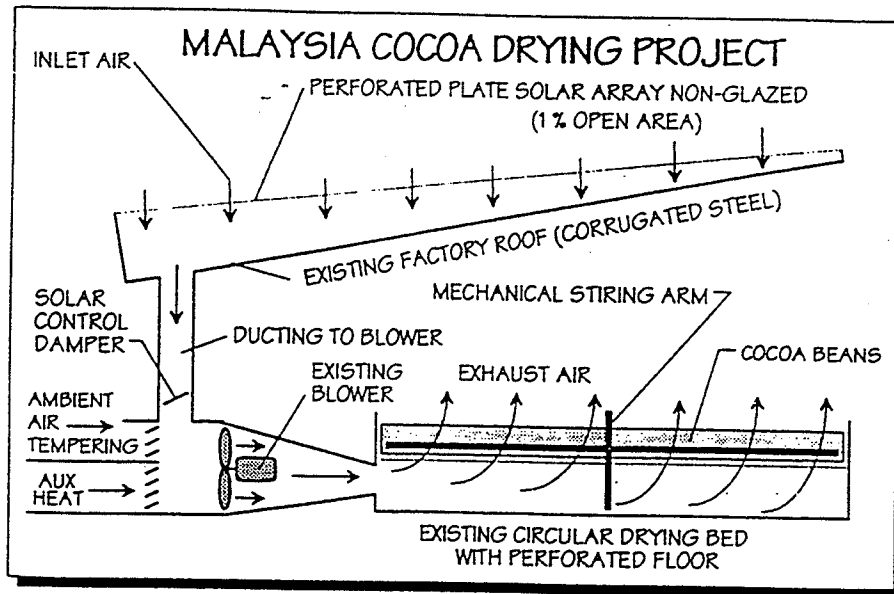 MALAYSIA COCOA DRYING PROJECT
INLET AIR
PERFORATED PLATE SOLAR ARRAY NON-GLAZED
(1% OPEN AREA)
EXISTING FACTORY ROOF (CORRUGATED STEEL)
SOLAR
CONTROL
DAMPER
DUCTING TO BLOWER
MECHANICAL STIRING ARM
COCOA BEANS
EXHAUST AIR
EXISTING
BLOWER
AMBIENT
AIR
TEMPERING
AUX
HEAT
EXISTING CIRCULAR DRYING BED
WITH PERFORATED FLOOR